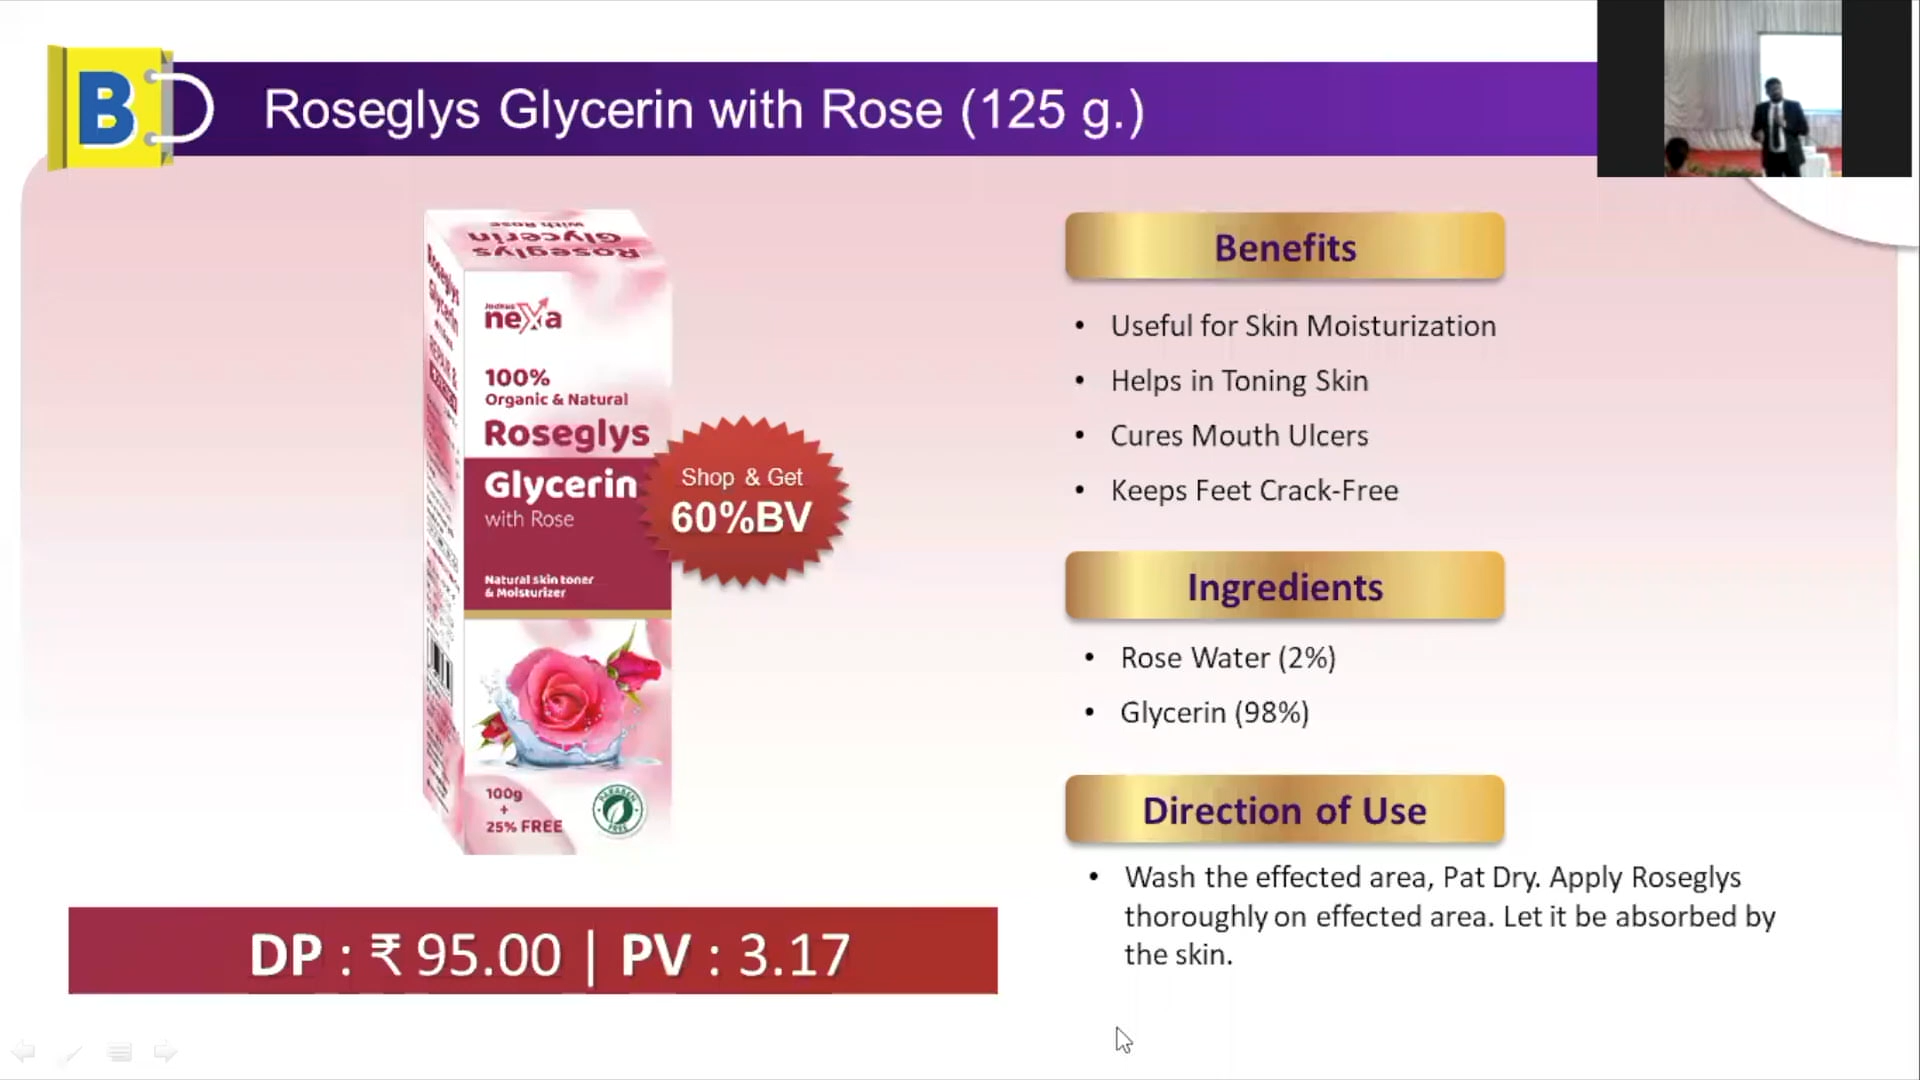 B
Roseglys Glycerin with Rose (125 g.)
with Rose
Glycerin
Roseglys
nexa
100%
Organic & Natural
Roseglys
Glycerin
with Rose
Natural skin toner
& Moisturizer
100g
+
25% FREE
PARABEN
FREE
Shop & Get
60%BV
DP : ₹ 95.00 | PV : 3.17
Benefits
• Useful for Skin Moisturization
• Helps in Toning Skin
• Cures Mouth Ulcers
• Keeps Feet Crack-Free
Ingredients
• Rose Water (2%)
• Glycerin (98%)
Direction of Use
• Wash the effected area, Pat Dry. Apply Roseglys
thoroughly on effected area. Let it be absorbed by
the skin.